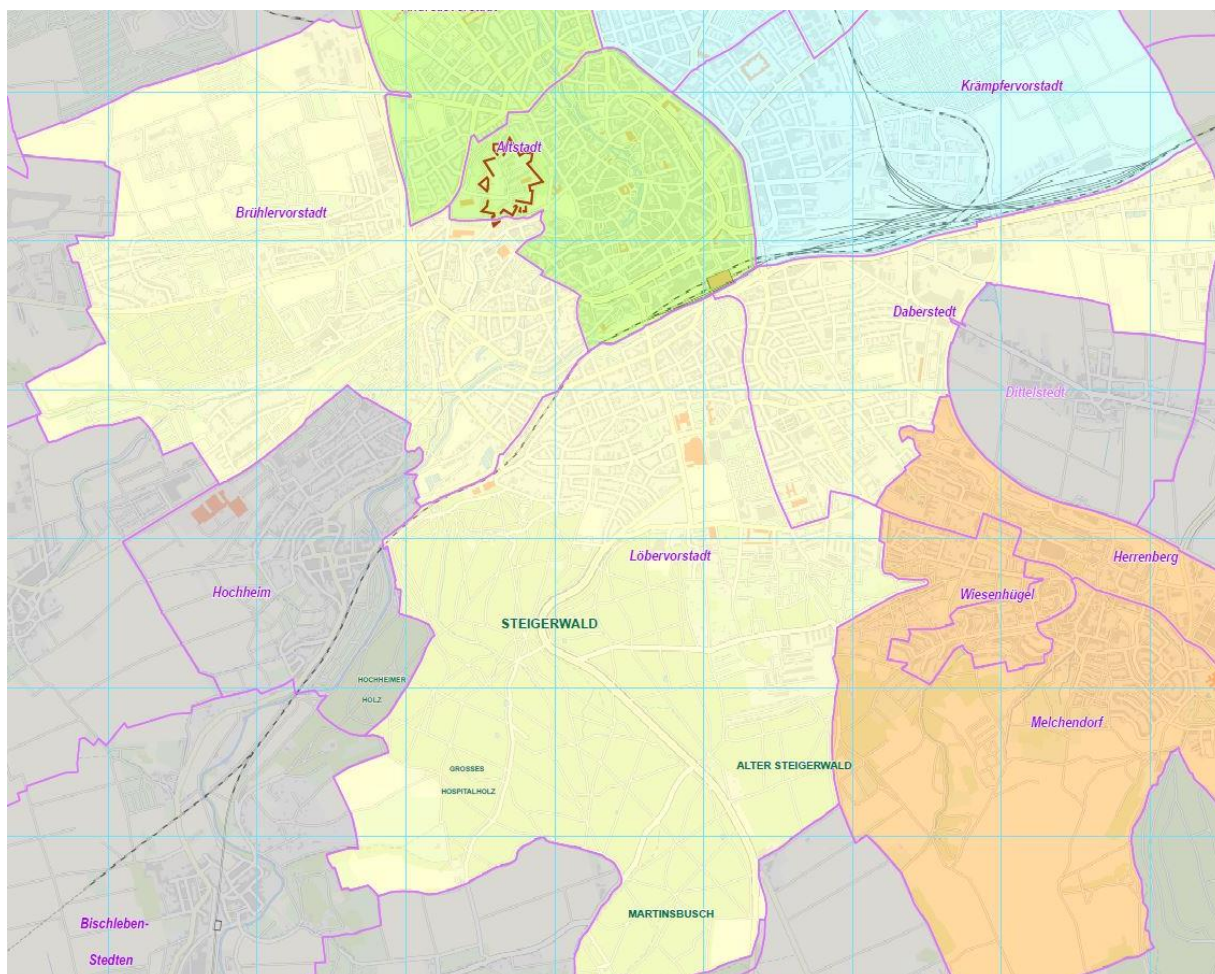 Andreasvorstadt
Krämpfervorstadt
Altstadt
Brühlervorstadt
Daberstedt
Dittelstedt
Löbervorstadt
Herrenberg
Hochheim
Wiesenhügel
STEIGERWALD
HOCHHEIMER
HOLZ
Melchendorf
GROSSES
HOSPITALHOLZ
ALTER STEIGERWALD
MARTINSBUSCH
Bischleben-
Stedten